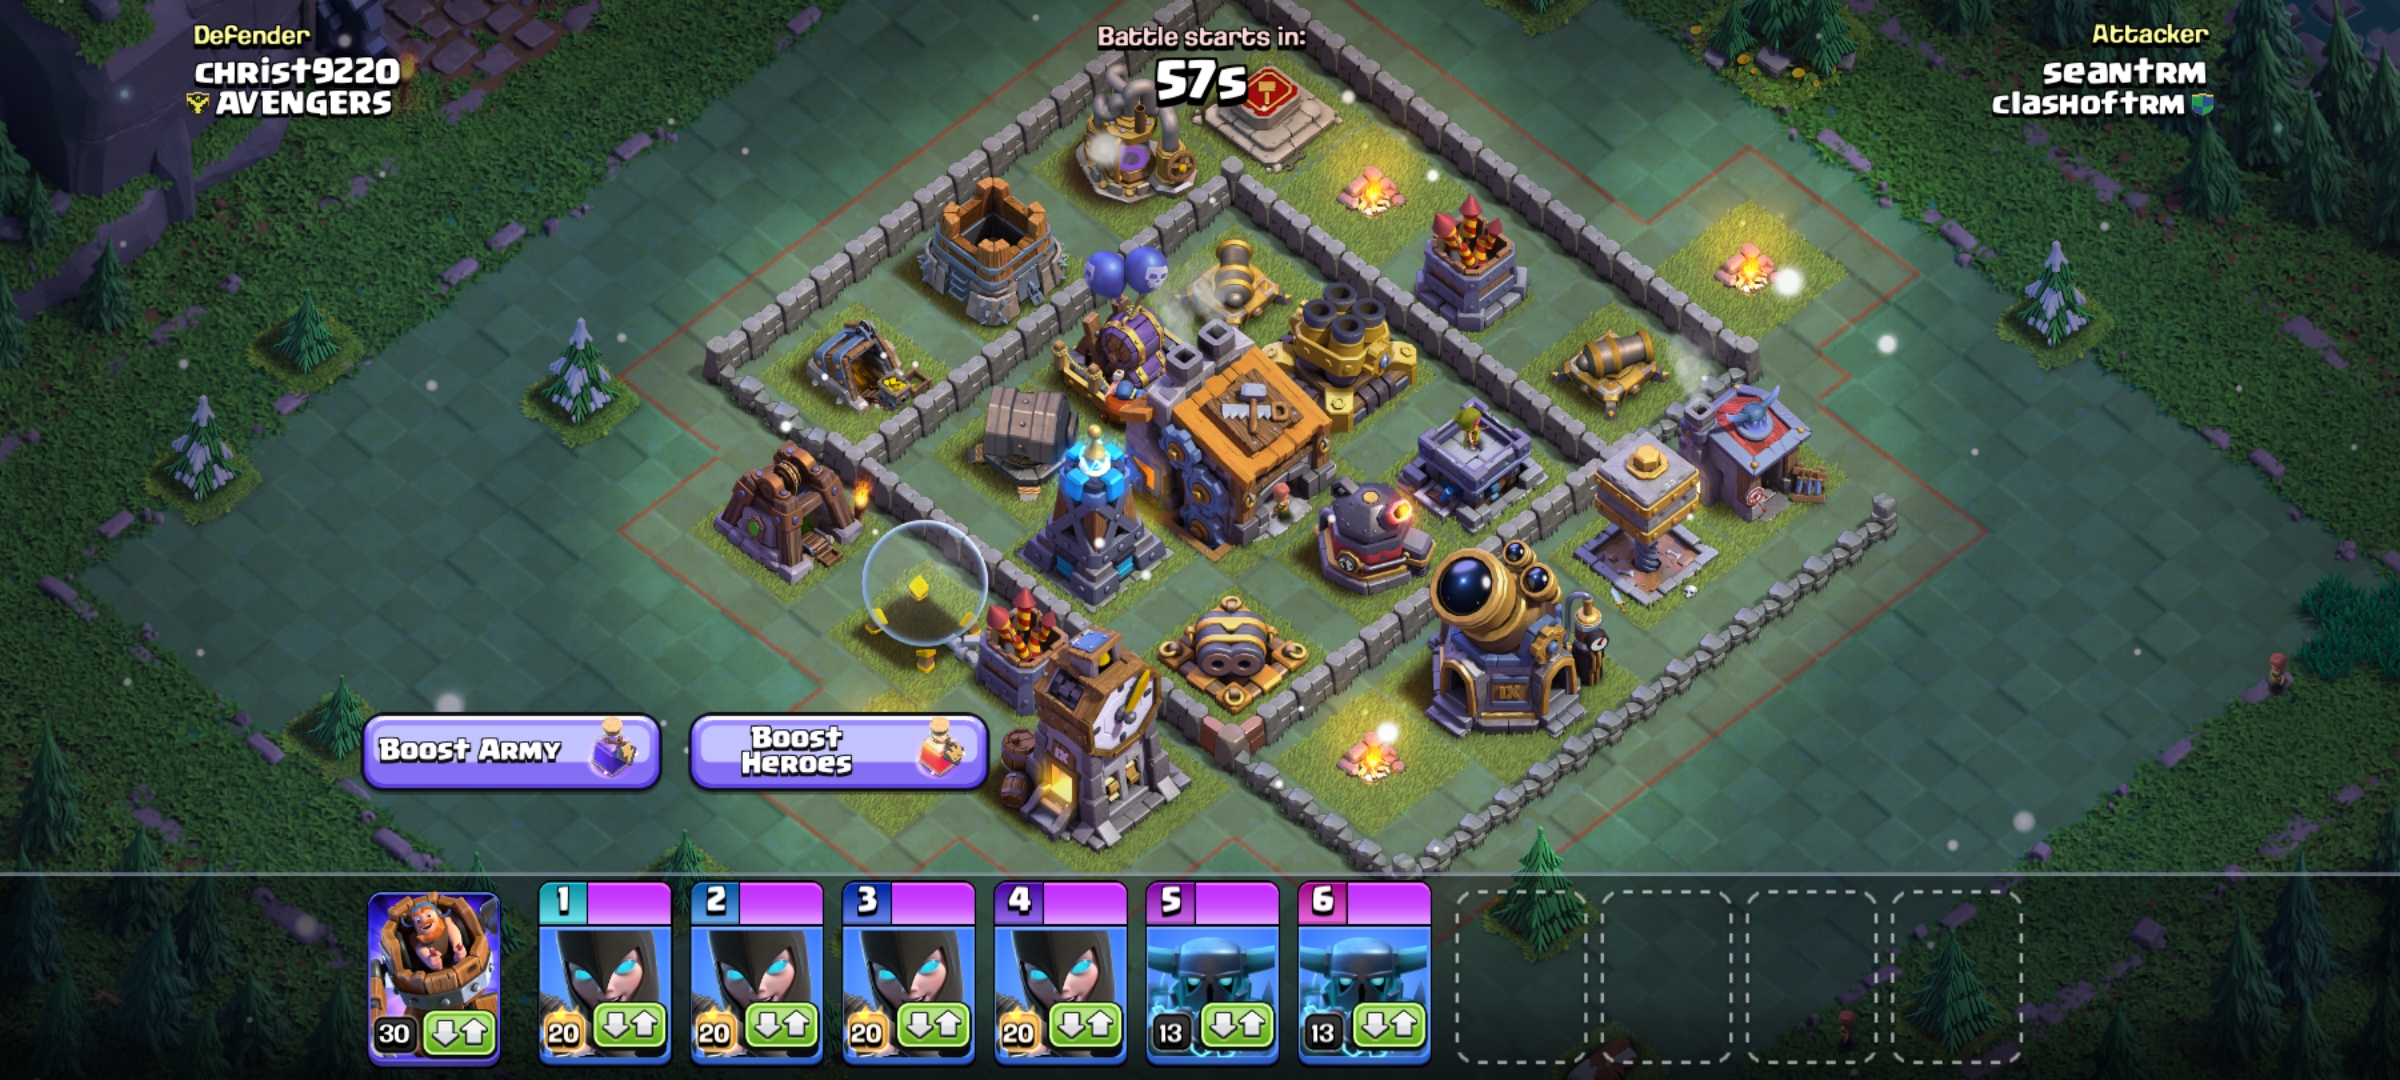 Defender
CHRIST9220
AVENGERS
Battle starts in:
57s
Attacker
SEANTRM
CLASHOFTRM
IX
BOOST ARMY
BOOST
HEROES
1
2
3
4
5
6
30
20
20
20
20
13
13